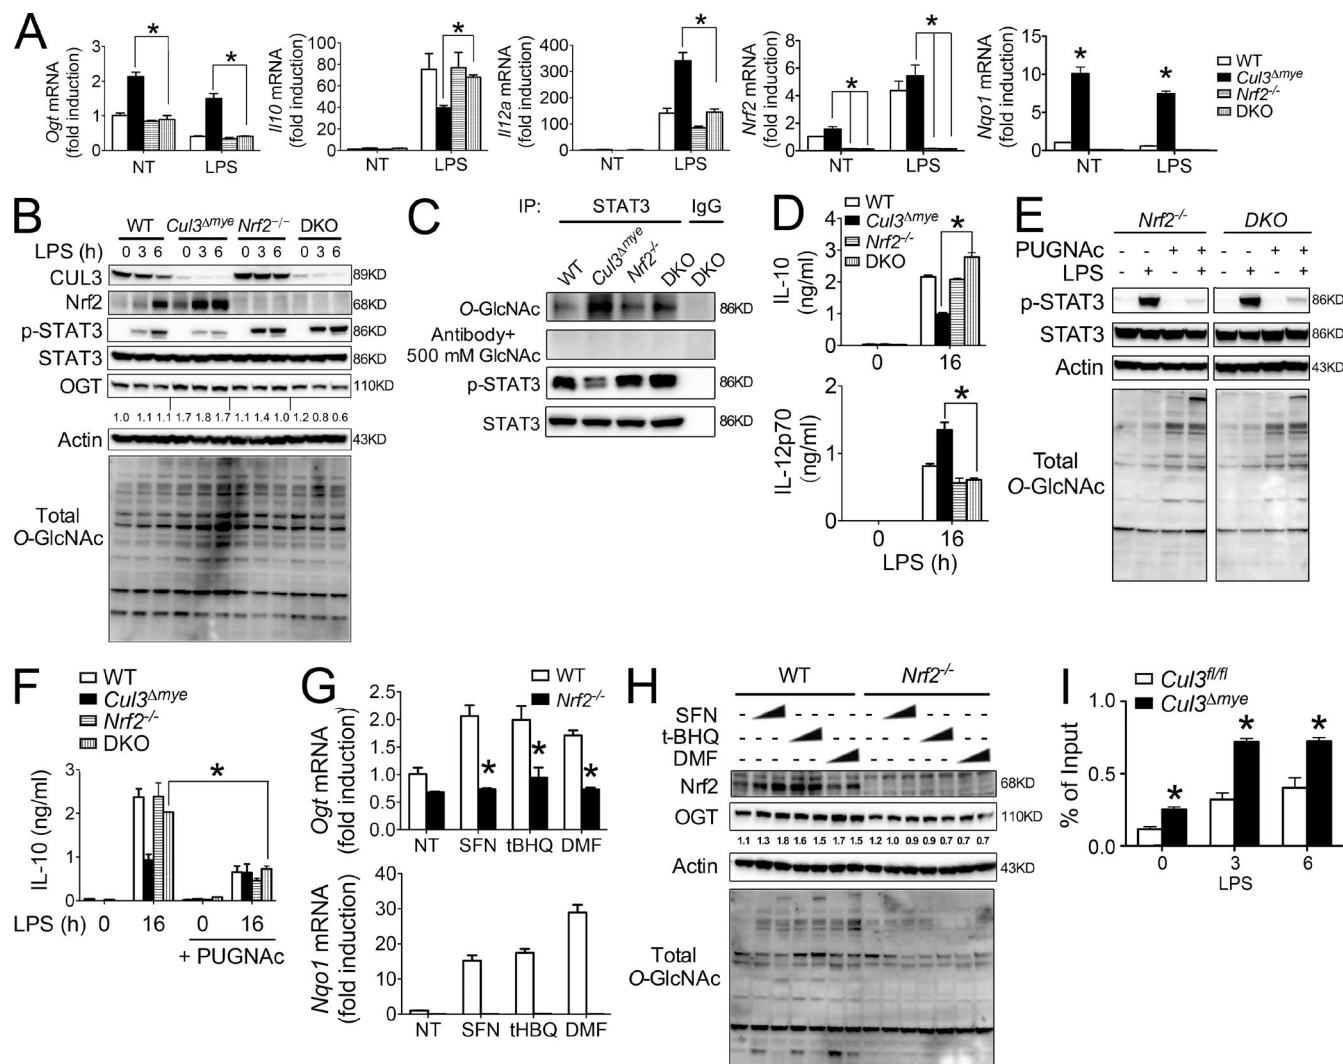 A
Ogt mRNA
(fold induction)
3
2
1
0
NT
LPS
*
*
Il10 mRNA
(fold induction)
100
80
60
40
20
0
NT
LPS
*
Il12a mRNA
(fold induction)
400
300
200
100
0
NT
LPS
*
Nrf2 mRNA
(fold induction)
8
6
4
2
0
NT
LPS
*
*
Nqo1 mRNA
(fold induction)
15
10
5
0
NT
LPS
*
*
WT
Cul3Δmye
Nrf2-/-
DKO
B
WT Cul3Δmye Nrf2−/− DKO
LPS (h) 0 3 6 0 3 6 0 3 6 0 3 6
CUL3 89KD
Nrf2 68KD
p-STAT3 86KD
STAT3 86KD
OGT 110KD
1.0 1.1 1.1 1.7 1.8 1.7 1.1 1.4 1.0 1.2 0.8 0.6
Actin 43KD
Total
O-GlcNAc
C
IP: STAT3 IgG
WT Cul3Δmye Nrf2-/- DKO DKO
O-GlcNAc 86KD
Antibody+
500 mM GlcNAc
p-STAT3 86KD
STAT3 86KD
D
WT
Cul3Δmye
Nrf2-/-
DKO
IL-10
(ng/ml)
4
3
2
1
0
*
0 16
IL-12p70
(ng/ml)
2
1
0
*
0 16
LPS (h)
E
Nrf2-/- DKO
PUGNAc - - + + - - + +
LPS - + - + - + - +
p-STAT3 86KD
STAT3 86KD
Actin 43KD
Total
O-GlcNAc
F
WT
Cul3Δmye
Nrf2-/-
DKO
IL-10 (ng/ml)
3
2
1
0
*
LPS (h) 0 16 0 16
+ PUGNAc
G
WT
Nrf2-/-
Ogt mRNA
(fold induction)
2.5
2.0
1.5
1.0
0.5
0.0
* * *
NT SFN tBHQ DMF
Nqo1 mRNA
(fold induction)
40
30
20
10
0
NT SFN tHBQ DMF
H
WT Nrf2-/-
SFN - - - - - - - - - -
t-BHQ - - - - - - - - - -
DMF - - - - - - - - - -
Nrf2 68KD
OGT 110KD
1.1 1.3 1.8 1.6 1.5 1.7 1.5 1.2 1.0 0.9 0.9 0.7 0.7 0.7
Actin 43KD
Total
O-GlcNAc
I
Cul3fl/fl
Cul3Δmye
% of Input
1.0
0.5
0.0
* * *
0 3 6
LPS